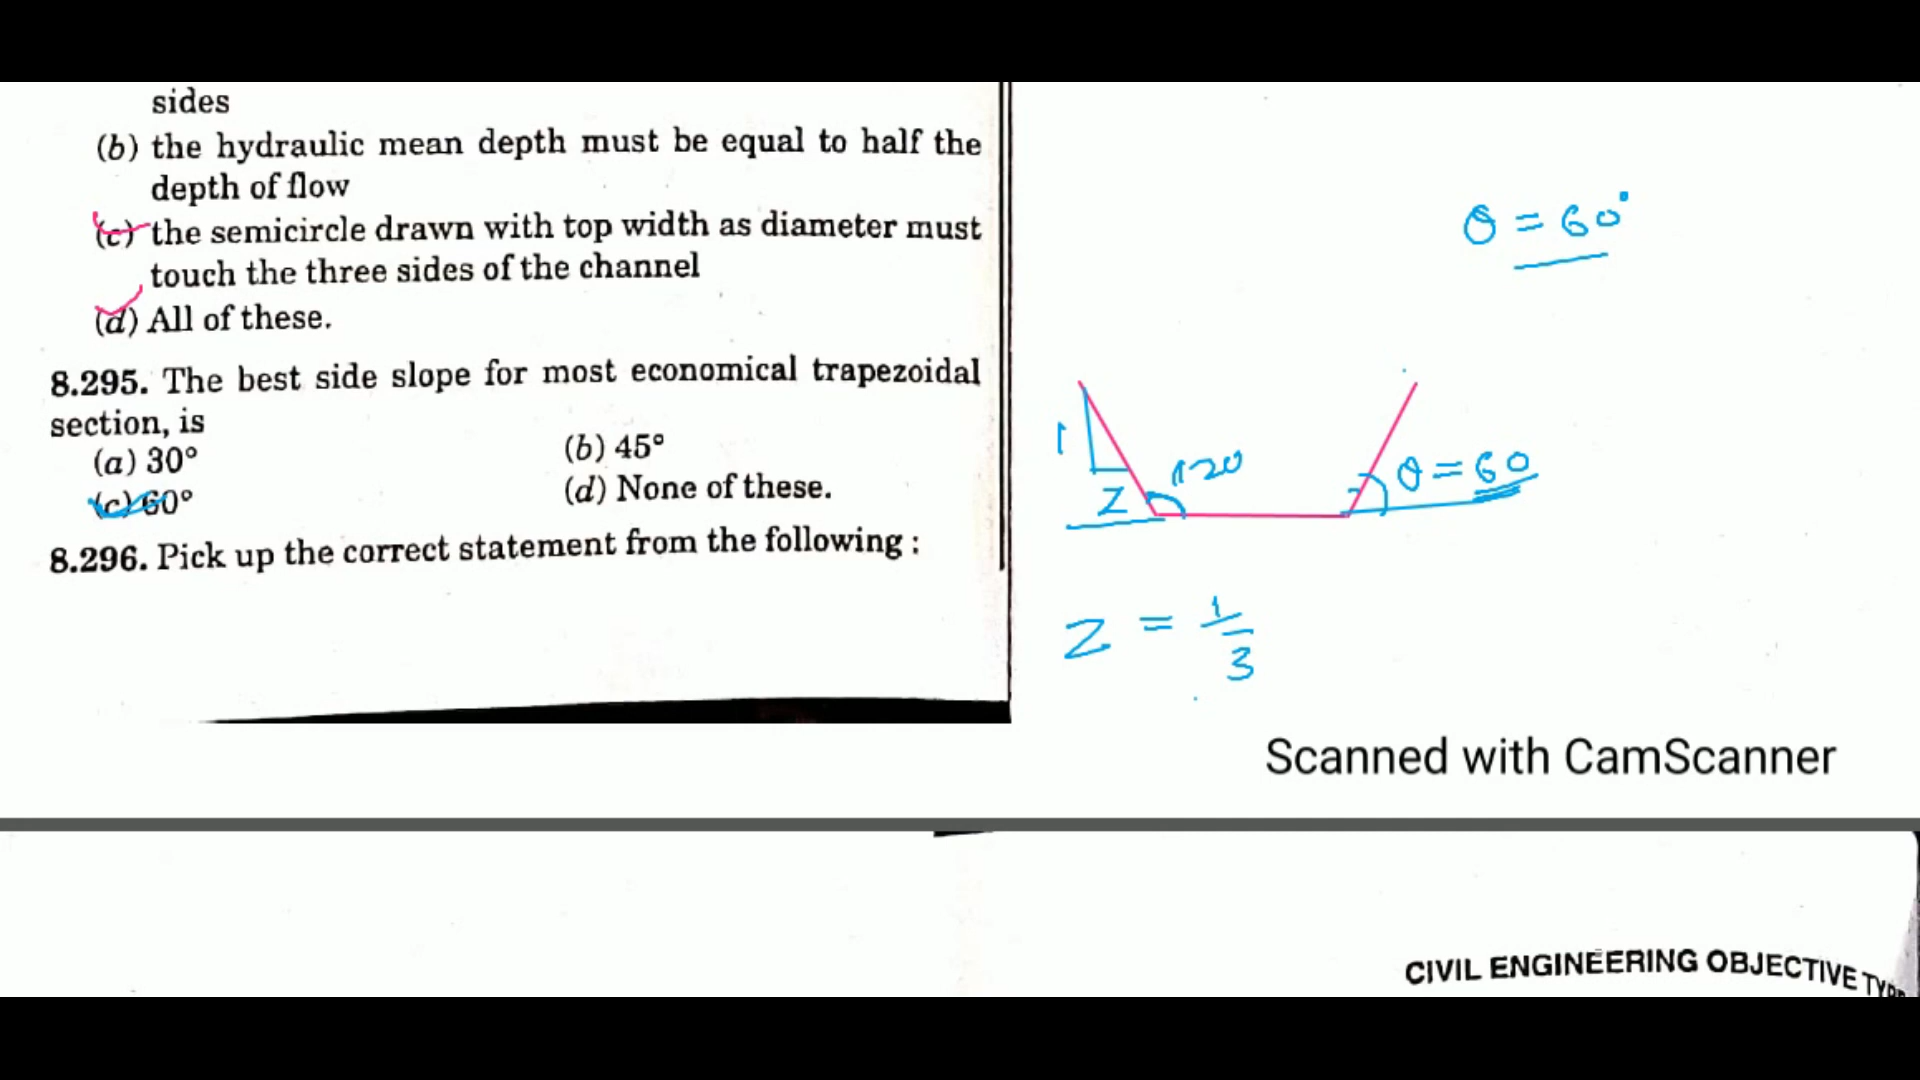 sides
(b) the hydraulic mean depth must be equal to half the
depth of flow
(c) the semicircle drawn with top width as diameter must
touch the three sides of the channel
(d) All of these.
8.295. The best side slope for most economical trapezoidal
section, is
(a) 30° (b) 45°
(c) 60° (d) None of these.
8.296. Pick up the correct statement from the following :
θ = 60°
1
z
120
θ = 60
z = 1/3
Scanned with CamScanner
CIVIL ENGINEERING OBJECTIVE TYPE